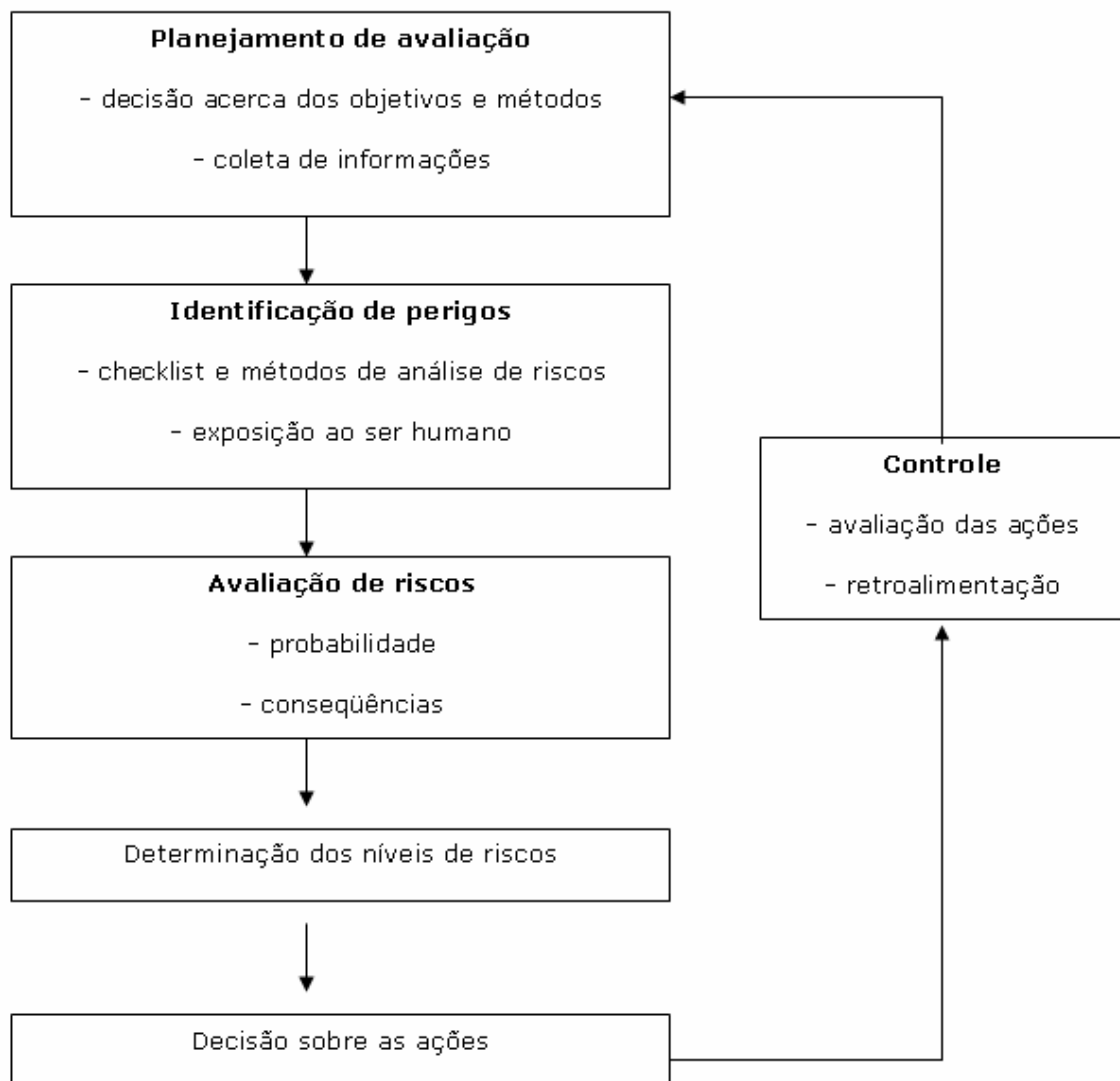 Planejamento de avaliação
- decisão acerca dos objetivos e métodos
- coleta de informações
Identificação de perigos
- checklist e métodos de análise de riscos
- exposição ao ser humano
Avaliação de riscos
- probabilidade
- conseqüências
Determinação dos níveis de riscos
Decisão sobre as ações
Controle
- avaliação das ações
- retroalimentação